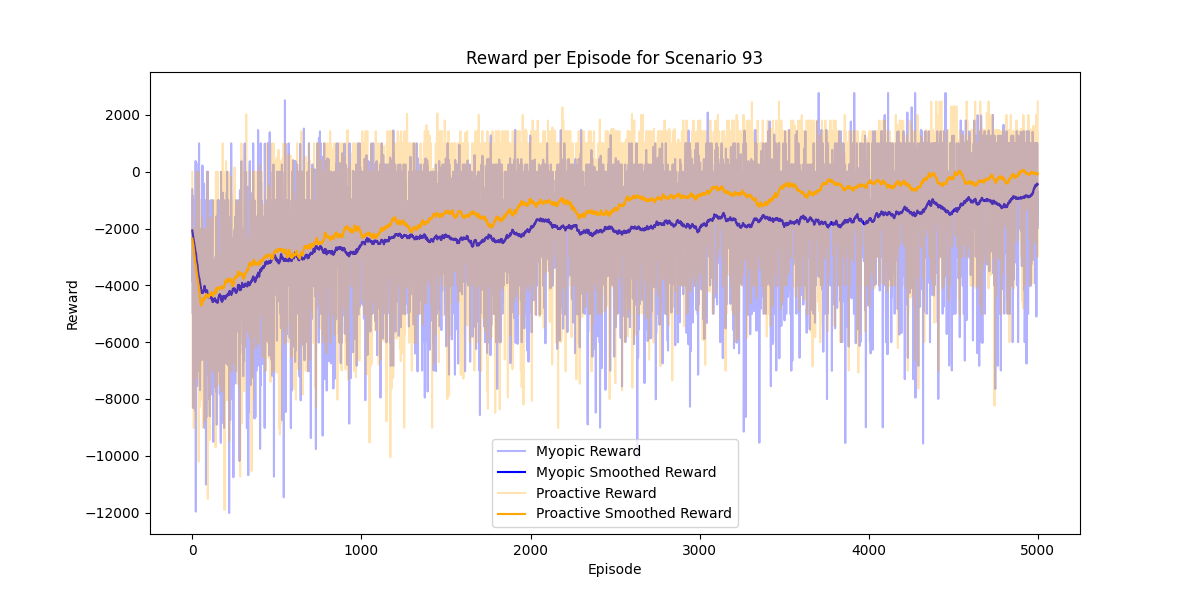 Reward per Episode for Scenario 93
Reward
2000
0
−2000
−4000
−6000
−8000
−10000
−12000
Myopic Reward
Myopic Smoothed Reward
Proactive Reward
Proactive Smoothed Reward
0
1000
2000
3000
4000
5000
Episode